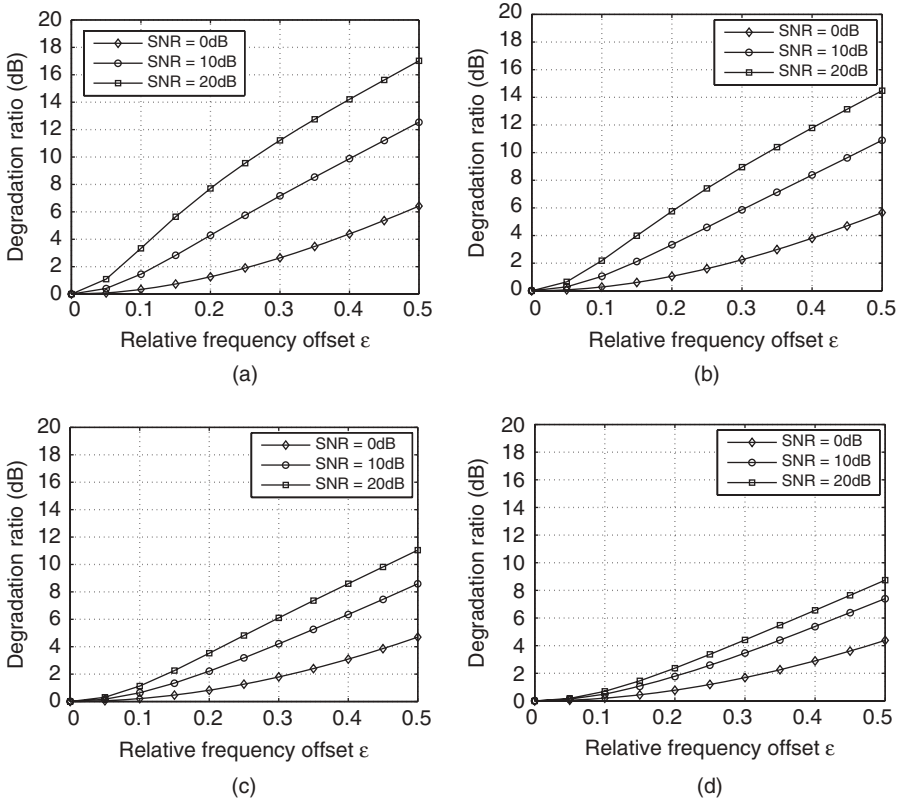 Degradation ratio (dB)
20
18
16
14
12
10
8
6
4
2
0
SNR = 0dB
SNR = 10dB
SNR = 20dB
0 0.1 0.2 0.3 0.4 0.5
Relative frequency offset ε
(a)
Degradation ratio (dB)
20
18
16
14
12
10
8
6
4
2
0
SNR = 0dB
SNR = 10dB
SNR = 20dB
0 0.1 0.2 0.3 0.4 0.5
Relative frequency offset ε
(b)
Degradation ratio (dB)
20
18
16
14
12
10
8
6
4
2
0
SNR = 0dB
SNR = 10dB
SNR = 20dB
0 0.1 0.2 0.3 0.4 0.5
Relative frequency offset ε
(c)
Degradation ratio (dB)
20
18
16
14
12
10
8
6
4
2
0
SNR = 0dB
SNR = 10dB
SNR = 20dB
0 0.1 0.2 0.3 0.4 0.5
Relative frequency offset ε
(d)